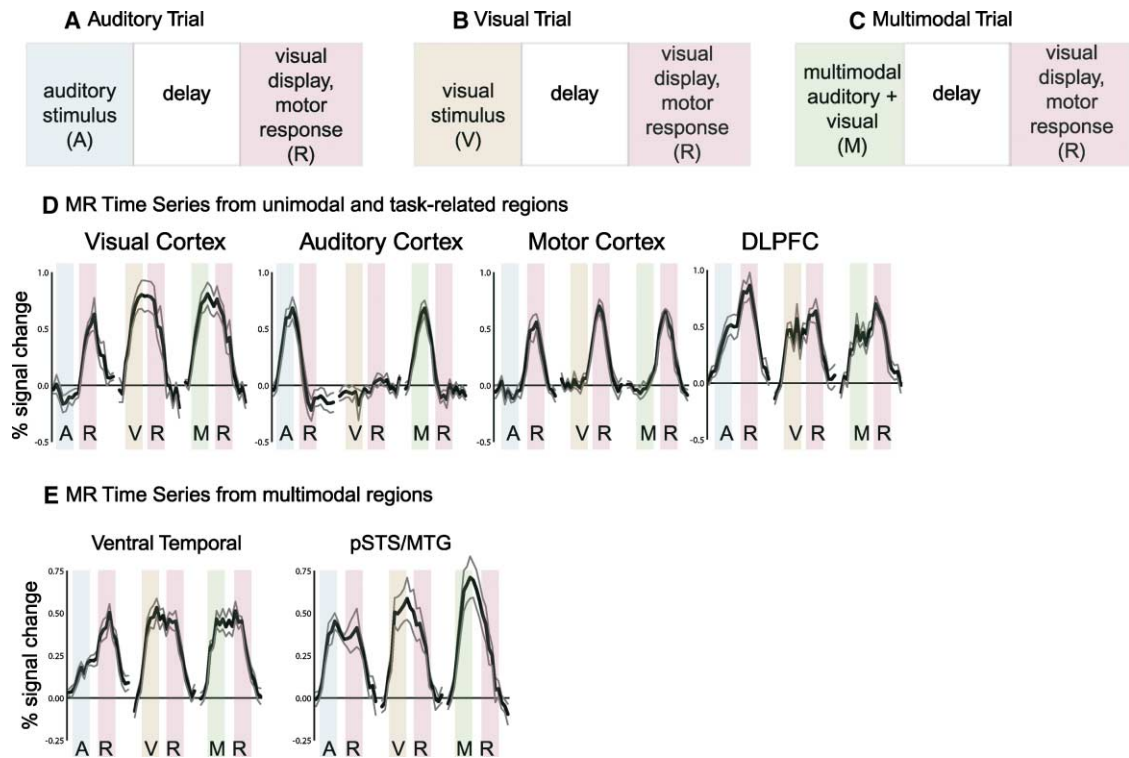 A Auditory Trial
B Visual Trial
C Multimodal Trial
auditory
stimulus
(A)
delay
visual
display,
motor
response
(R)
visual
stimulus
(V)
delay
visual
display,
motor
response
(R)
multimodal
auditory +
visual
(M)
delay
visual
display,
motor
response
(R)
D MR Time Series from unimodal and task-related regions
Visual Cortex
Auditory Cortex
Motor Cortex
DLPFC
% signal change
1.0
0.5
0.0
-0.5
A R V R M R
1.0
0.5
0.0
-0.5
A R V R M R
1.0
0.5
0.0
-0.5
A R V R M R
1.0
0.5
0.0
-0.5
A R V R M R
E MR Time Series from multimodal regions
Ventral Temporal
pSTS/MTG
% signal change
0.75
0.50
0.25
0.00
-0.25
A R V R M R
0.75
0.50
0.25
0.00
-0.25
A R V R M R